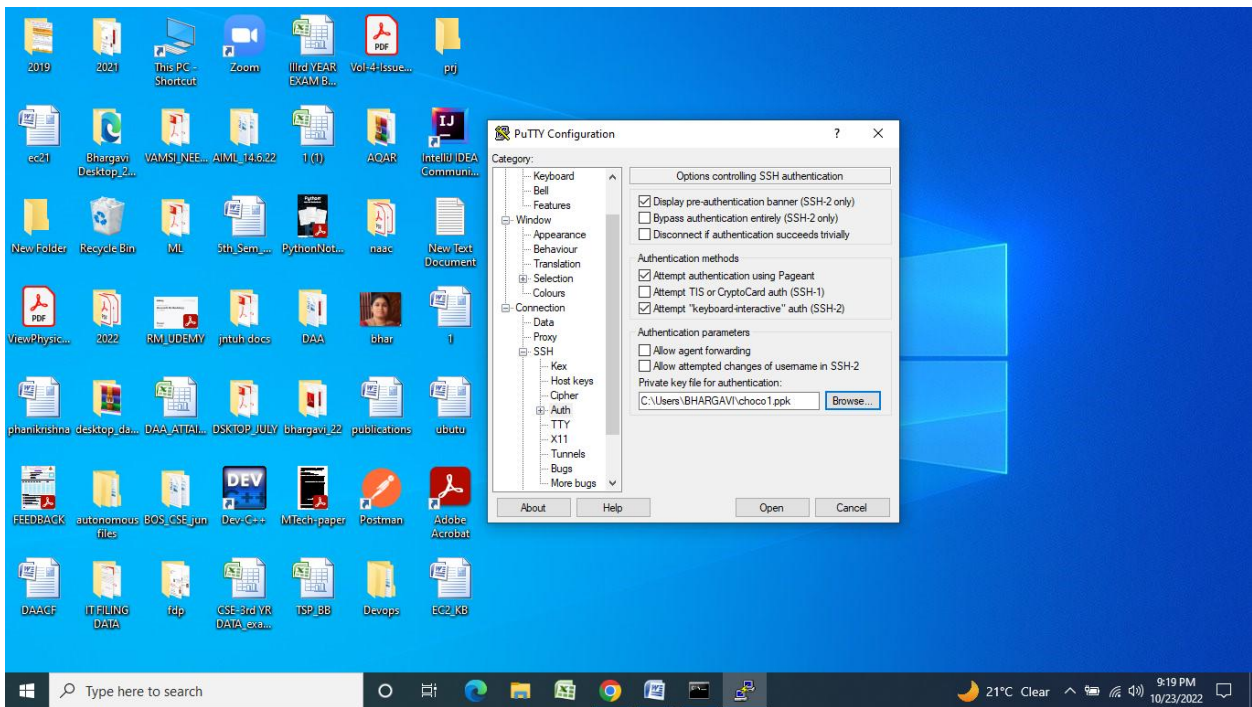 2019
2021
This PC - Shortcut
Zoom
IIIrd YEAR EXAM B...
PDF
Vol-4-Issue...
prj
ec21
Bhargavi Desktop_2...
VAMSI_NEE...
AIML_14.6.22
1 (1)
AQAR
IJ
IntelliJ IDEA Communi...
New Folder
Recycle Bin
ML
5th_Sem_...
Python
PythonNot...
naac
New Text Document
PDF
ViewPhysic...
2022
RM_UDEMY
jntuh docs
DAA
bhar
1
phanikrishna
desktop_da...
DAA_ATTAI...
DSKTOP_JULY
bhargavi_22
publications
ubutu
FEEDBACK
autonomous files
BOS_CSE_jun
DEV
C++
Dev-C++
MTech-paper
Postman
Adobe Acrobat
DAACF
IT FILING DATA
fdp
CSE-3rd YR DATA_exa...
TSP_BB
Devops
EC2_KB
PuTTY Configuration
?
Category:
Keyboard
Bell
Features
Window
Appearance
Behaviour
Translation
Selection
Colours
Connection
Data
Proxy
SSH
Kex
Host keys
Cipher
Auth
TTY
X11
Tunnels
Bugs
More bugs
Options controlling SSH authentication
Display pre-authentication banner (SSH-2 only)
Bypass authentication entirely (SSH-2 only)
Disconnect if authentication succeeds trivially
Authentication methods
Attempt authentication using Pageant
Attempt TIS or CryptoCard auth (SSH-1)
Attempt "keyboard-interactive" auth (SSH-2)
Authentication parameters
Allow agent forwarding
Allow attempted changes of username in SSH-2
Private key file for authentication:
C:\Users\BHARGAVI\choco1.ppk
Browse...
About
Help
Open
Cancel
Type here to search
21°C Clear
9:19 PM
10/23/2022